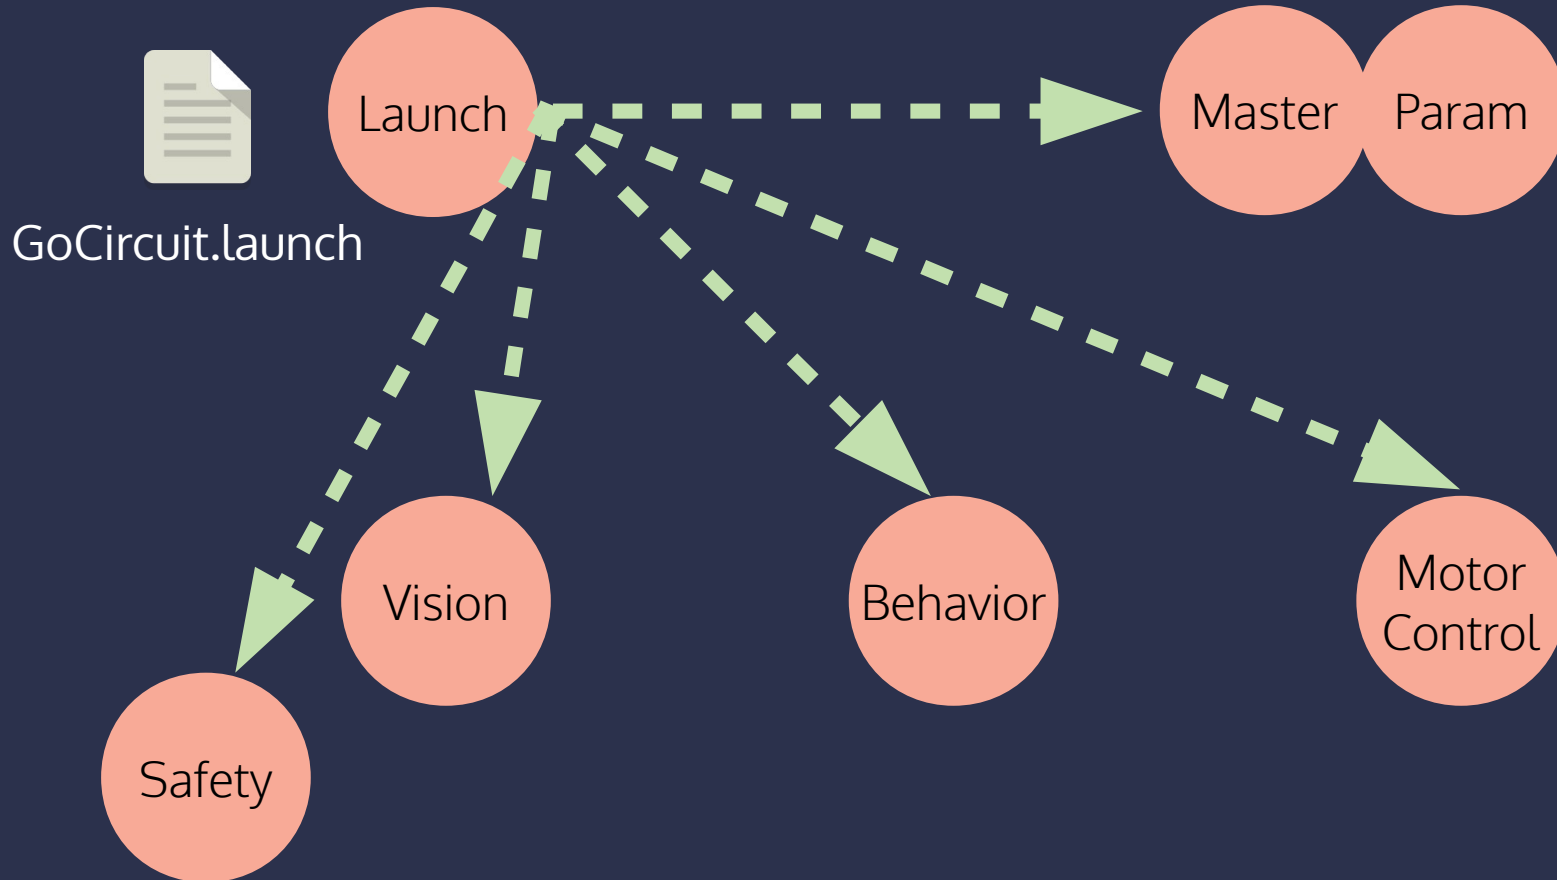 Launch
Master
Param
GoCircuit.launch
Vision
Behavior
Motor
Control
Safety